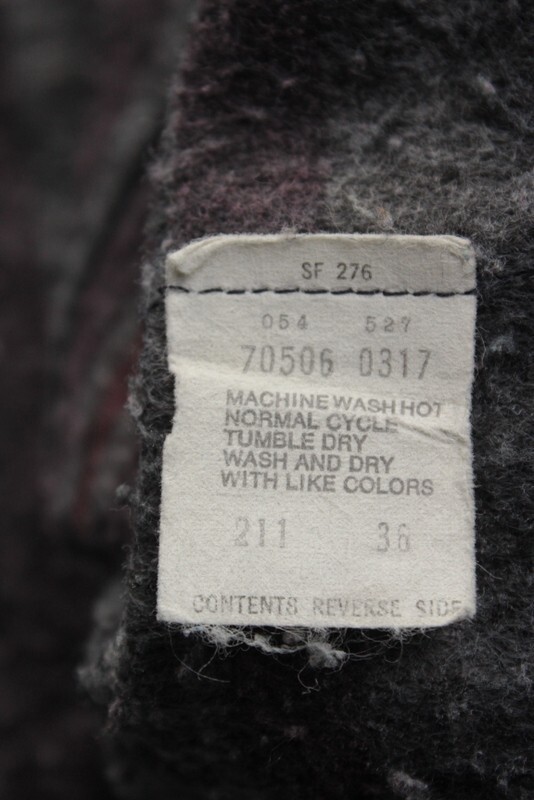 SF 276
054 527
70506 0317
MACHINE WASH HOT
NORMAL CYCLE
TUMBLE DRY
WASH AND DRY
WITH LIKE COLORS
211 36
CONTENTS REVERSE SIDE